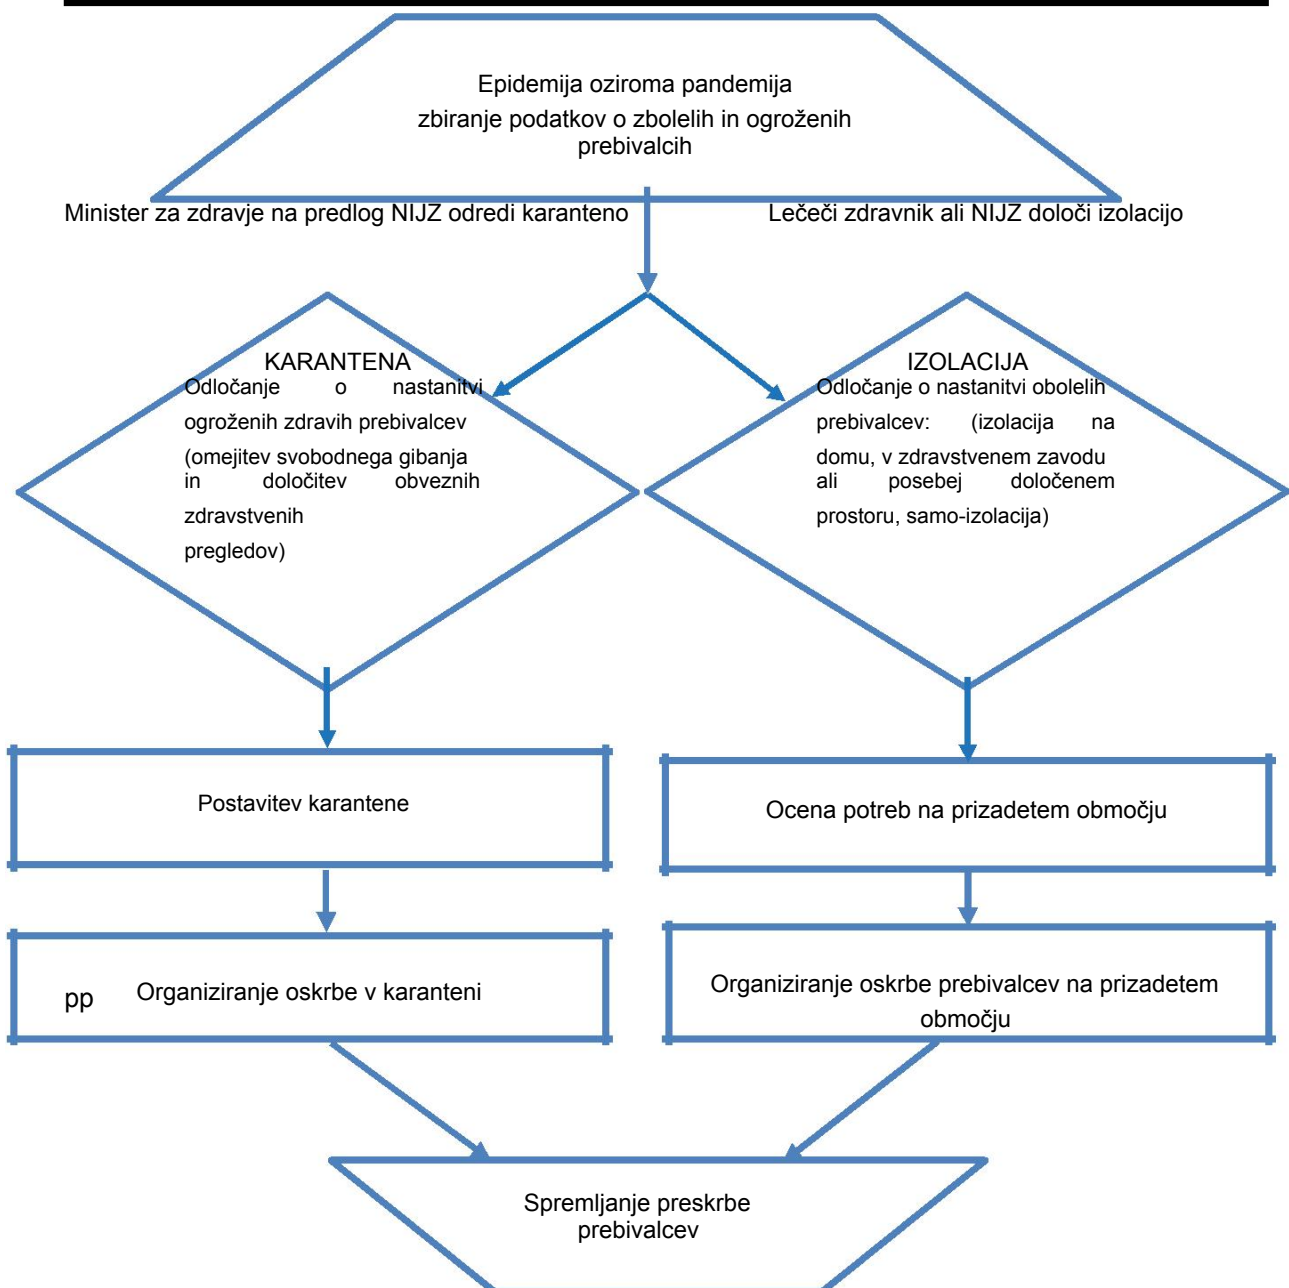 Epidemija oziroma pandemija
zbiranje podatkov o zbolelih in ogroženih
prebivalcih
Minister za zdravje na predlog NIJZ odredi karanteno
Lečeči zdravnik ali NIJZ določi izolacijo
KARANTENA
Odločanje o nastanitvi
ogroženih zdravih prebivalcev
(omejitev svobodnega gibanja
in določitev obveznih
zdravstvenih
pregledov)
IZOLACIJA
Odločanje o nastanitvi obolelih
prebivalcev: (izolacija na
domu, v zdravstvenem zavodu
ali posebej določenem
prostoru, samo-izolacija)
Postavitev karantene
Ocena potreb na prizadetem območju
pp Organiziranje oskrbe v karanteni
Organiziranje oskrbe prebivalcev na prizadetem
območju
Spremljanje preskrbe
prebivalcev